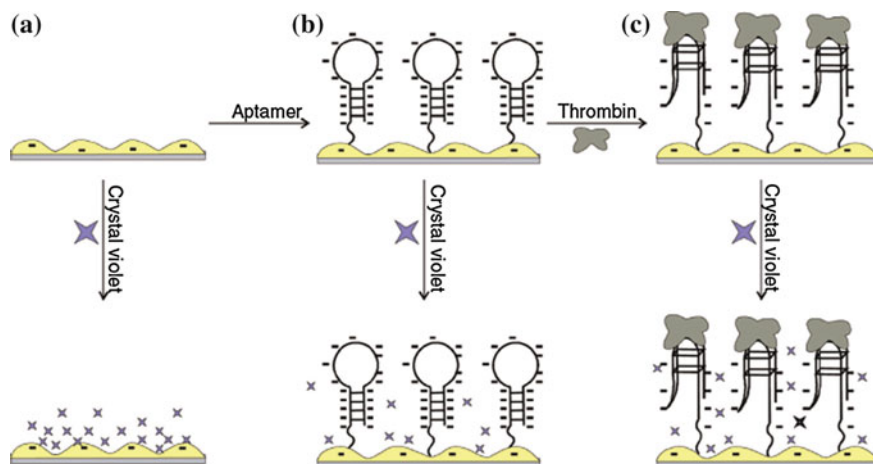 (a)
(b)
(c)
Aptamer
Thrombin
Crystal violet
Crystal violet
Crystal violet